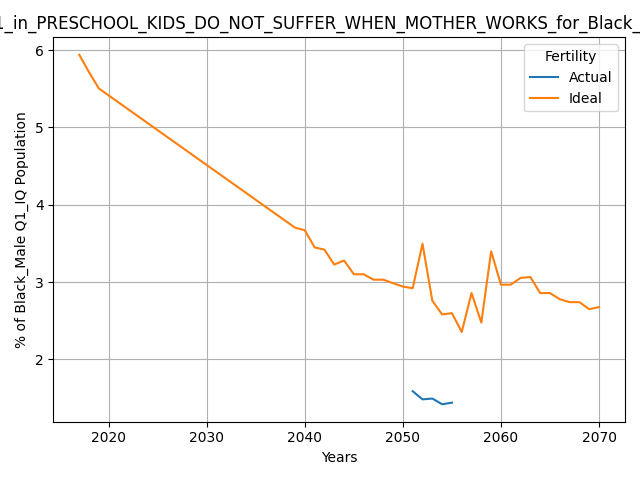 1_in_PRESCHOOL_KIDS_DO_NOT_SUFFER_WHEN_MOTHER_WORKS_for_Black_
Fertility
Actual
Ideal
% of Black_Male Q1_IQ Population
6
5
4
3
2
2020 2030 2040 2050 2060 2070
Years